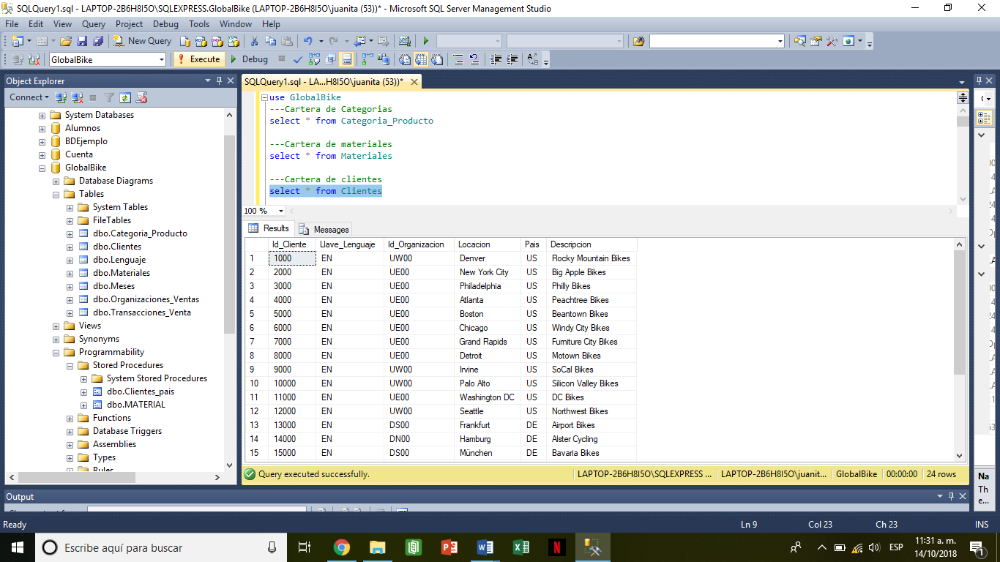 SQLQuery1.sql - LAPTOP-2B6H8I5O\SQLEXPRESS.GlobalBike (LAPTOP-2B6H8I5O\juanita (53))* - Microsoft SQL Server Management Studio
File Edit View Query Project Debug Tools Window Help
New Query
GlobalBike Execute Debug
Object Explorer
Connect
System Databases
Alumnos
BDEjemplo
Cuenta
GlobalBike
Database Diagrams
Tables
System Tables
FileTables
dbo.Categoria_Producto
dbo.Clientes
dbo.Lenguaje
dbo.Materiales
dbo.Meses
dbo.Organizaciones_Ventas
dbo.Transacciones_Venta
Views
Synonyms
Programmability
Stored Procedures
System Stored Procedures
dbo.Clientes_pais
dbo.MATERIAL
Functions
Database Triggers
Assemblies
Types
Rules
SQLQuery1.sql - LA...H8I5O\juanita (53))*
use GlobalBike
---Cartera de Categorias
select * from Categoria_Producto
---Cartera de materiales
select * from Materiales
---Cartera de clientes
select * from Clientes
100 %
Results Messages
Id_Cliente Llave_Lenguaje Id_Organizacion Locacion Pais Descripcion
1 1000 EN UW00 Denver US Rocky Mountain Bikes
2 2000 EN UE00 New York City US Big Apple Bikes
3 3000 EN UE00 Philadelphia US Philly Bikes
4 4000 EN UE00 Atlanta US Peachtree Bikes
5 5000 EN UE00 Boston US Beantown Bikes
6 6000 EN UE00 Chicago US Windy City Bikes
7 7000 EN UE00 Grand Rapids US Furniture City Bikes
8 8000 EN UE00 Detroit US Motown Bikes
9 9000 EN UW00 Irvine US SoCal Bikes
10 10000 EN UW00 Palo Alto US Silicon Valley Bikes
11 11000 EN UE00 Washington DC US DC Bikes
12 12000 EN UW00 Seattle US Northwest Bikes
13 13000 EN DS00 Frankfurt DE Airport Bikes
14 14000 EN DN00 Hamburg DE Alster Cycling
15 15000 EN DS00 München DE Bavaria Bikes
Query executed successfully. LAPTOP-2B6H8I5O\SQLEXPRESS ... LAPTOP-2B6H8I5O\juanit... GlobalBike 00:00:00 24 rows
Na
Th
e...
Output
Ready Ln 9 Col 23 Ch 23 INS
Escribe aquí para buscar
ESP
11:31 a. m.
14/10/2018
1